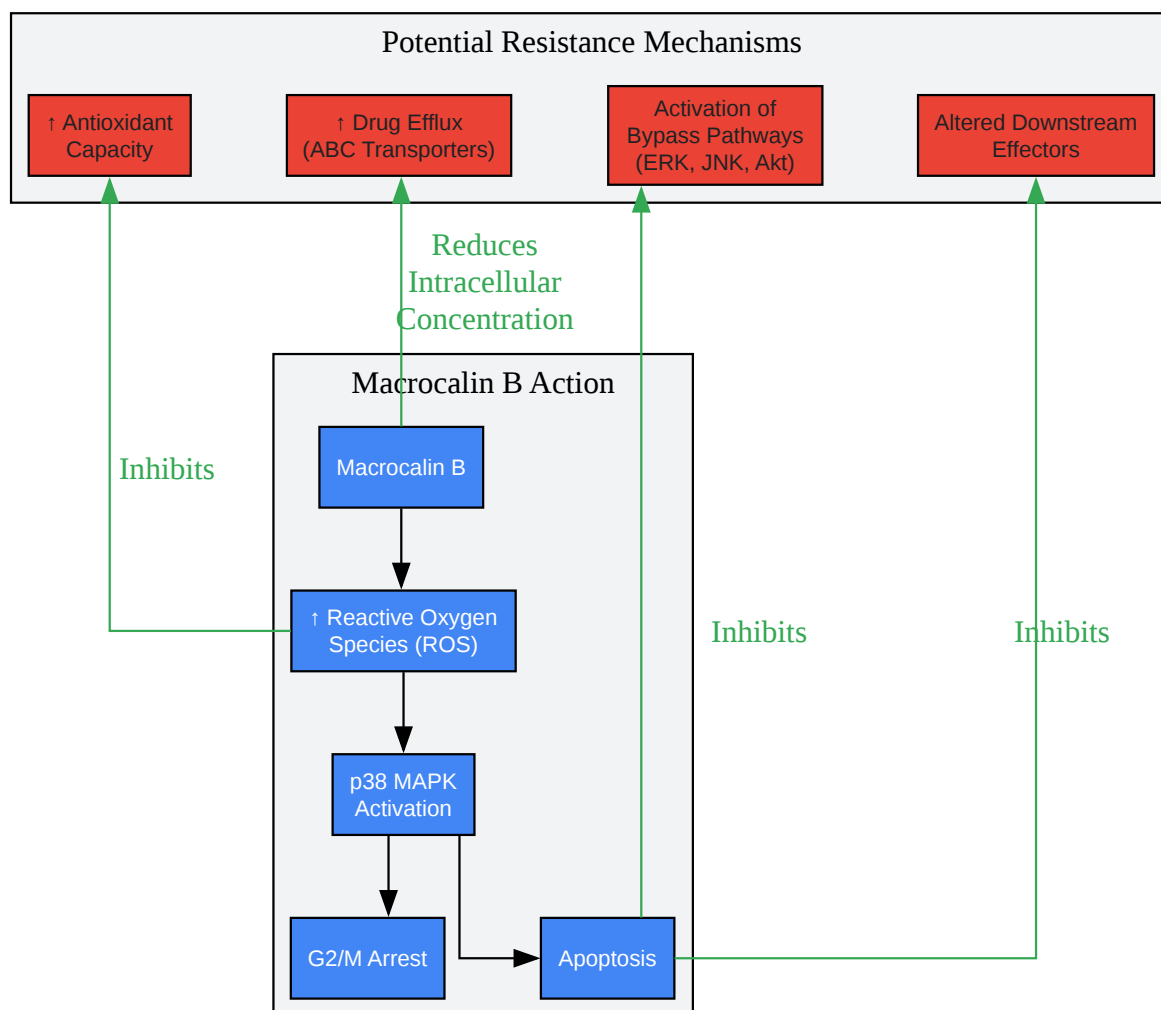 Potential Resistance Mechanisms
↑ Antioxidant
Capacity
↑ Drug Efflux
(ABC Transporters)
Activation of
Bypass Pathways
(ERK, JNK, Akt)
Altered Downstream
Effectors
Reduces
Intracellular
Concentration
Macrocalin B Action
Macrocalin B
Inhibits
↑ Reactive Oxygen
Species (ROS)
Inhibits
Inhibits
p38 MAPK
Activation
G2/M Arrest
Apoptosis